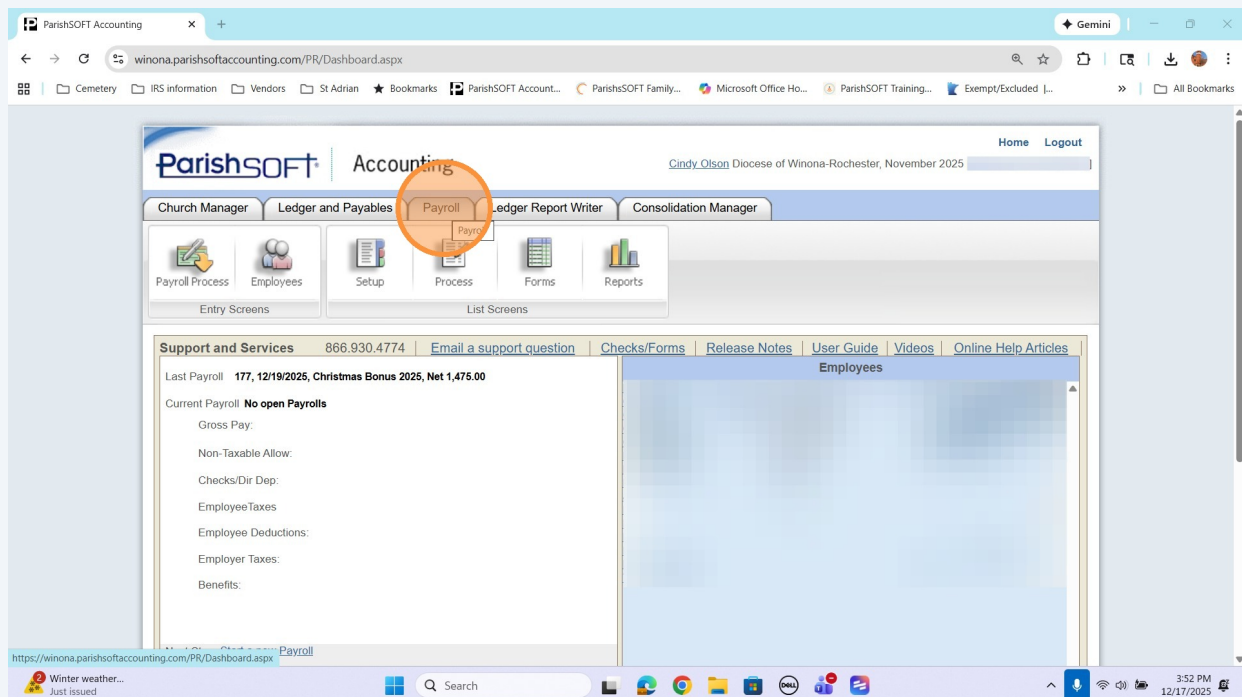 ParishSOFT Accounting
Gemini
winona.parishsoftaccounting.com/PR/Dashboard.aspx
Cemetery IRS information Vendors St Adrian Bookmarks ParishSOFT Account... ParishsSOFT Family... Microsoft Office Ho... ParishSOFT Training... Exempt/Excluded |... » All Bookmarks
Home Logout
ParishSOFT Accounting
Cindy Olson Diocese of Winona-Rochester, November 2025
Church Manager Ledger and Payables Payroll Ledger Report Writer Consolidation Manager
Payroll
Payroll Process Employees Setup Process Forms Reports
Entry Screens List Screens
Support and Services 866.930.4774 Email a support question Checks/Forms Release Notes User Guide Videos Online Help Articles
Last Payroll 177, 12/19/2025, Christmas Bonus 2025, Net 1,475.00
Employees
Current Payroll No open Payrolls
Gross Pay:
Non-Taxable Allow:
Checks/Dir Dep:
EmployeeTaxes
Employee Deductions:
Employer Taxes:
Benefits:
Start a new Payroll
https://winona.parishsoftaccounting.com/PR/Dashboard.aspx
2
Winter weather...
Just issued
Search
DELL
3:52 PM
12/17/2025